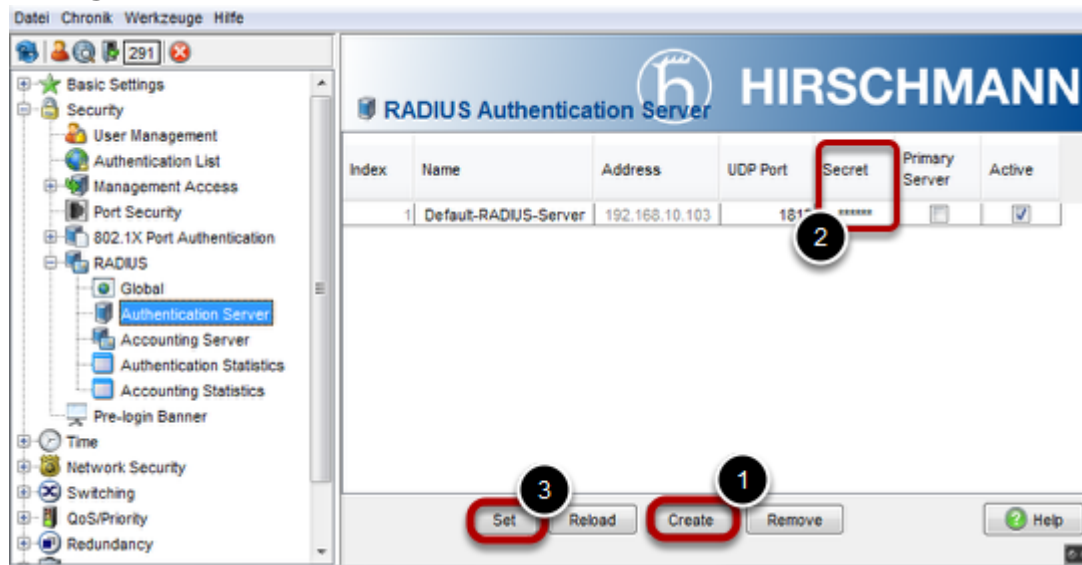 Datei Chronik Werkzeuge Hilfe
291
Basic Settings
Security
User Management
Authentication List
Management Access
Port Security
802.1X Port Authentication
RADIUS
Global
Authentication Server
Accounting Server
Authentication Statistics
Accounting Statistics
Pre-login Banner
Time
Network Security
Switching
QoS/Priority
Redundancy
RADIUS Authentication Server
HIRSCHMANN
Index Name Address UDP Port Secret Primary Server Active
1 Default-RADIUS-Server 192.168.10.103 181 ******
2
3
1
Set Reload Create Remove Help